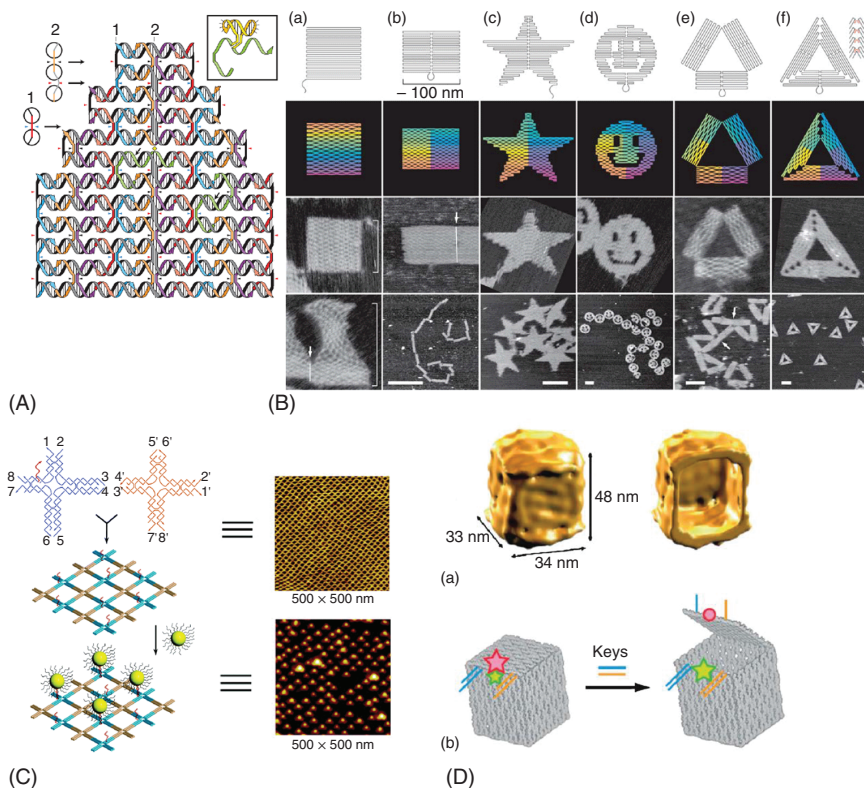 2
1
1 2
(A)
(a) (b) (c) (d) (e) (f)
– 100 nm
(B)
1 2
8
7
3
4
6 5
5' 6'
4'
3'
2'
1'
7' 8'
500 × 500 nm
500 × 500 nm
(C)
48 nm
33 nm
34 nm
(a)
Keys
(b)
(D)